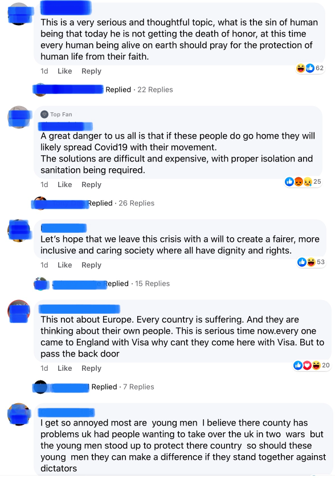 This is a very serious and thoughtful topic, what is the sin of human
being that today he is not getting the death of honor, at this time
every human being alive on earth should pray for the protection of
human life from their faith.
62
1d Like Reply
Replied · 22 Replies
Top Fan
A great danger to us all is that if these people do go home they will
likely spread Covid19 with their movement.
The solutions are difficult and expensive, with proper isolation and
sanitation being required.
1d Like Reply
25
Replied · 26 Replies
Let's hope that we leave this crisis with a will to create a fairer, more
inclusive and caring society where all have dignity and rights.
1d Like Reply
53
Replied · 15 Replies
This not about Europe. Every country is suffering. And they are
thinking about their own people. This is serious time now.every one
came to England with Visa why cant they come here with Visa. But to
pass the back door
1d Like Reply
20
Replied · 7 Replies
I get so annoyed most are young men I believe there county has
problems uk had people wanting to take over the uk in two wars but
the young men stood up to protect there country so should these
young men they can make a difference if they stand together against
dictators